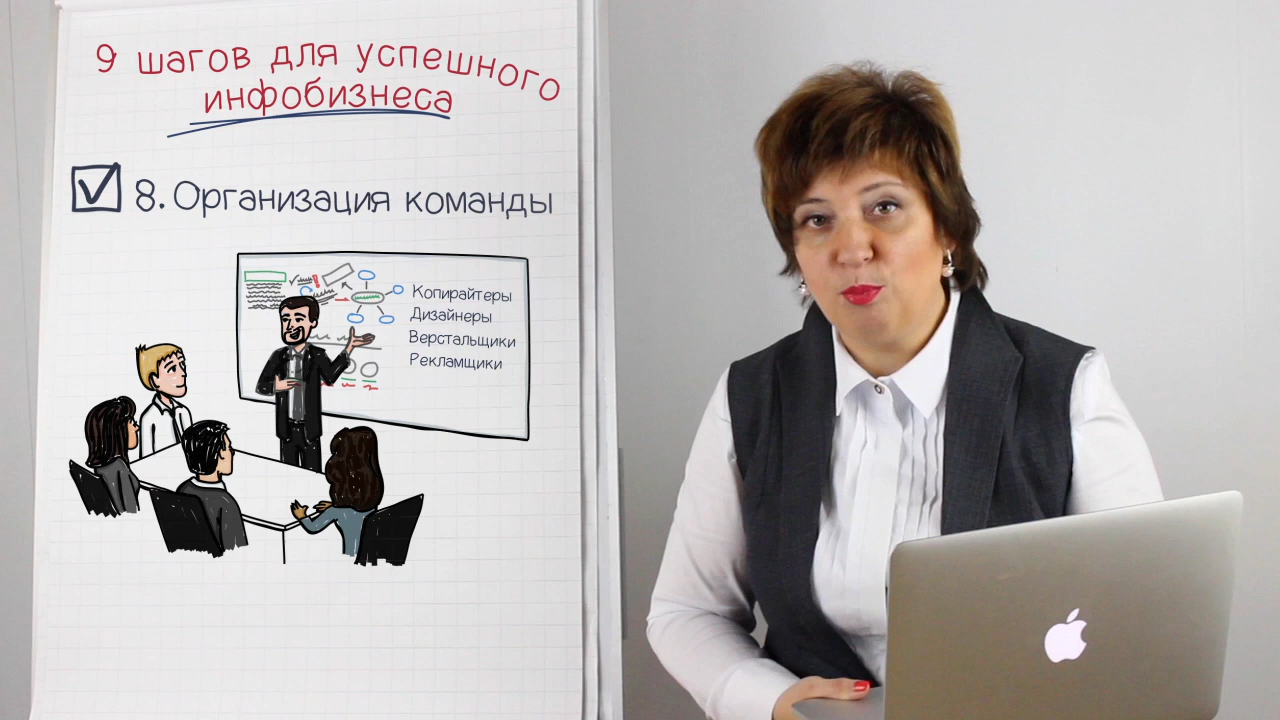 9 шагов для успешного
инфобизнеса
8. Организация команды
Копирайтеры
Дизайнеры
Верстальщики
Рекламщики